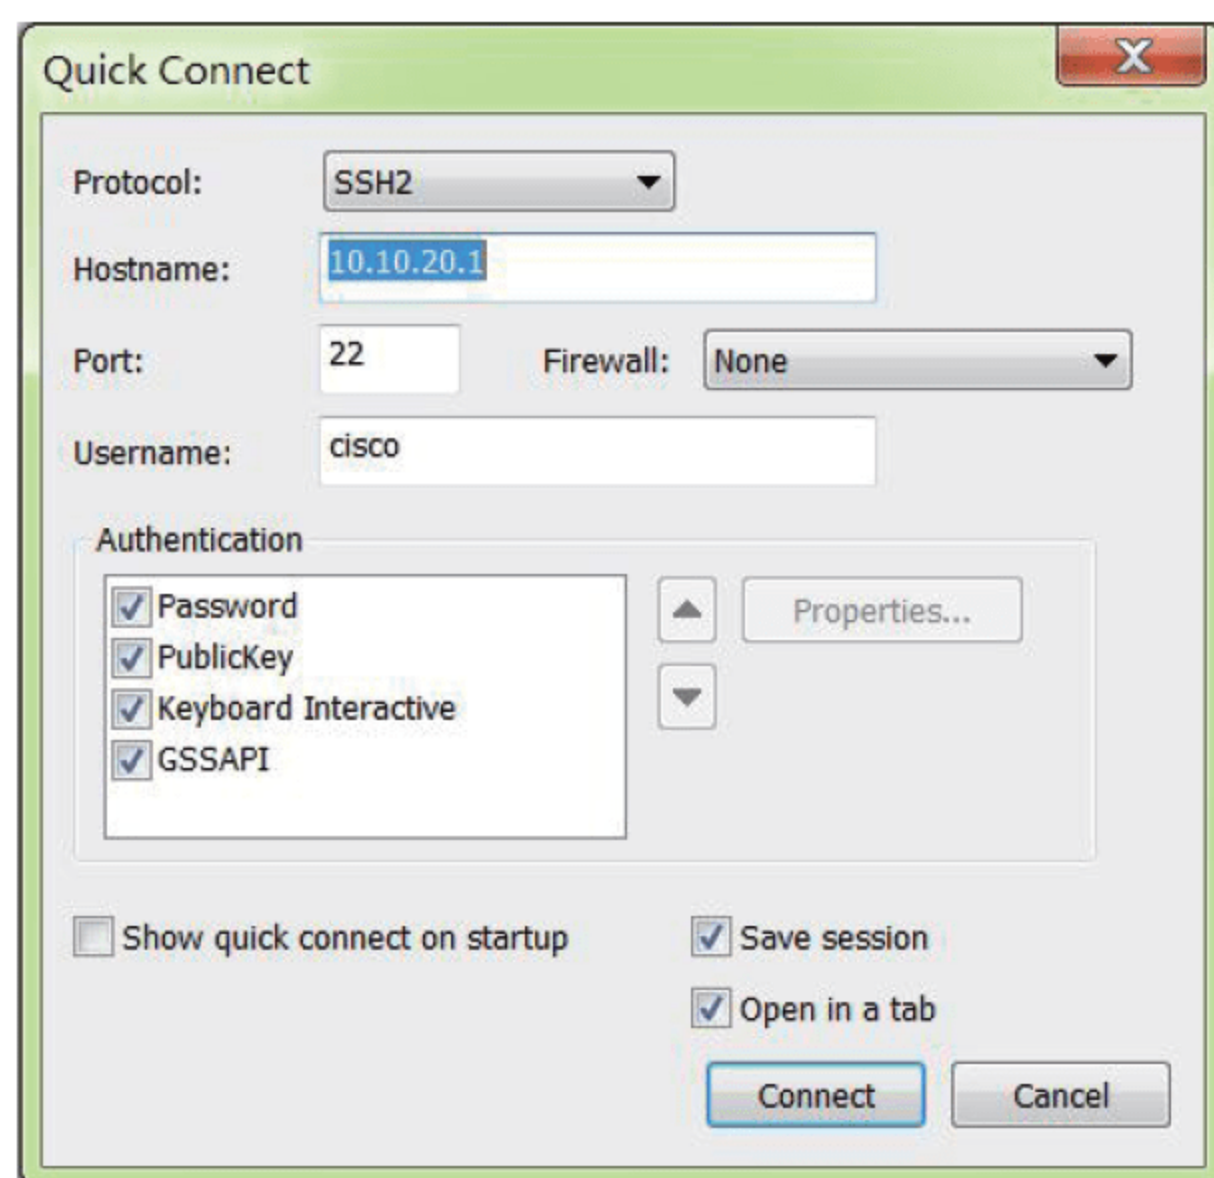 Quick Connect
Protocol: SSH2
Hostname: 10.10.20.1
Port: 22 Firewall: None
Username: cisco
Authentication
Password
PublicKey
Keyboard Interactive
GSSAPI
Properties...
Show quick connect on startup
Save session
Open in a tab
Connect Cancel